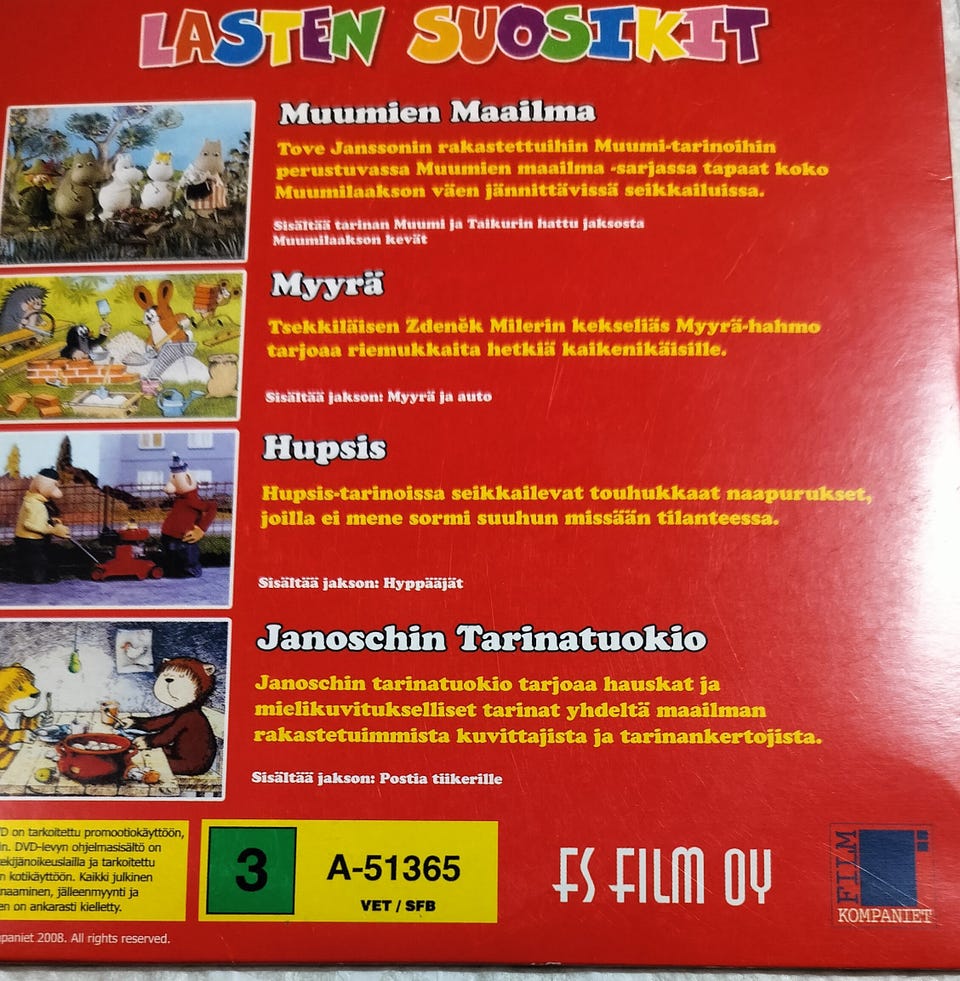 LASTEN SUOSIKIT
Muumien Maailma
Tove Janssonin rakastettuihin Muumi-tarinoihin
perustuvassa Muumien maailma -sarjassa tapaat koko
Muumilaakson väen jännittävissä seikkailuissa.
Sisältää tarinan Muumi ja Taikurin hattu jaksosta
Muumilaakson kevät
Myyrä
Tsekkiläisen Zdeněk Milerin kekseliäs Myyrä-hahmo
tarjoaa riemukkaita hetkiä kaikenikäisille.
Sisältää jakson: Myyrä ja auto
Hupsis
Hupsis-tarinoissa seikkailevat touhukkaat naapurukset,
joilla ei mene sormi suuhun missään tilanteessa.
Sisältää jakson: Hyppääjät
Janoschin Tarinatuokio
Janoschin tarinatuokio tarjoaa hauskat ja
mielikuvitukselliset tarinat yhdeltä maailman
rakastetuimmista kuvittajista ja tarinankertojista.
Sisältää jakson: Postia tiikerille
on tarkoitettu promootiokäyttöön,
DVD-levyn ohjelmasisältö on
ja tarkoitettu
kotikäyttöön. Kaikki julkinen
jälleenmyynti ja
on ankarasti kielletty.
3
A-51365
VET / SFB
FS FILM OY
FILM
KOMPANIET
2008. All rights reserved.